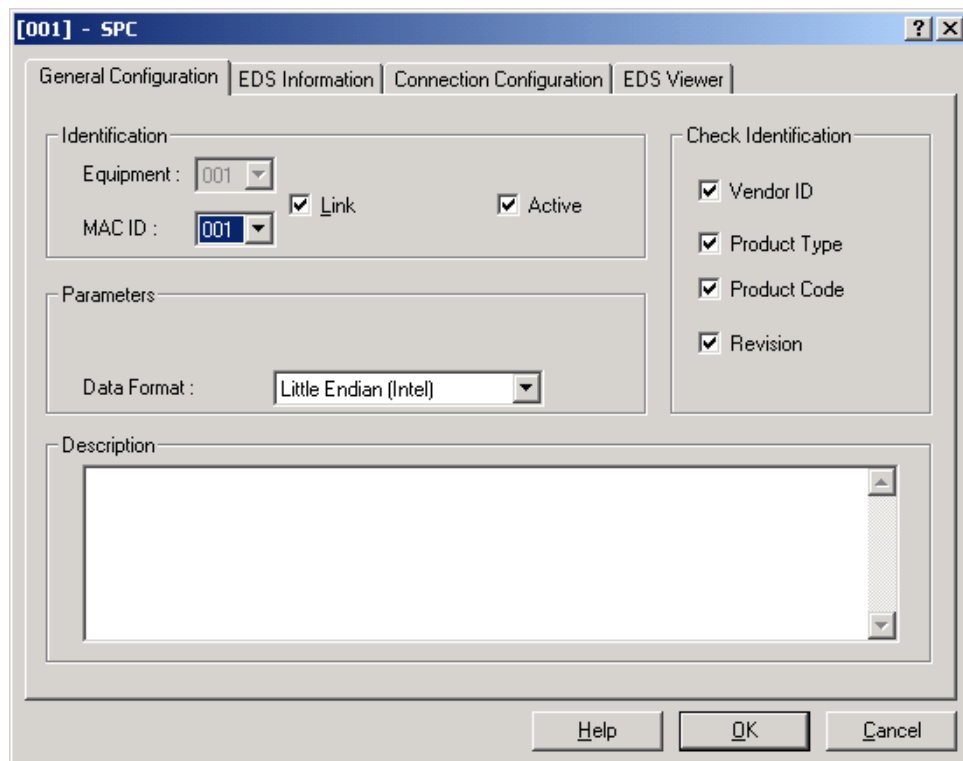 [001] - SPC
General Configuration EDS Information Connection Configuration EDS Viewer
Identification
Equipment : 001
Link
Active
MAC ID : 001
Check Identification
Vendor ID
Product Type
Product Code
Revision
Parameters
Data Format : Little Endian (Intel)
Description
Help OK Cancel